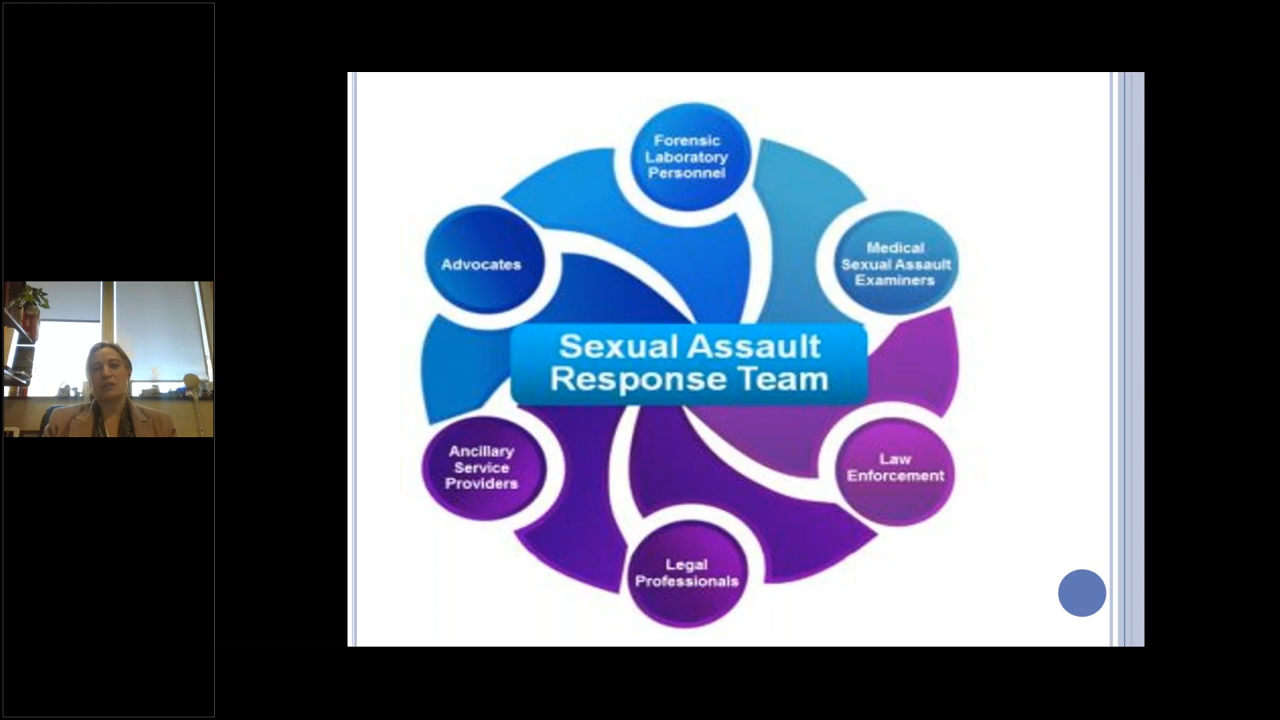 Forensic
Laboratory
Personnel
Medical
Sexual Assault
Examiners
Advocates
Sexual Assault
Response Team
Ancillary
Service
Providers
Law
Enforcement
Legal
Professionals